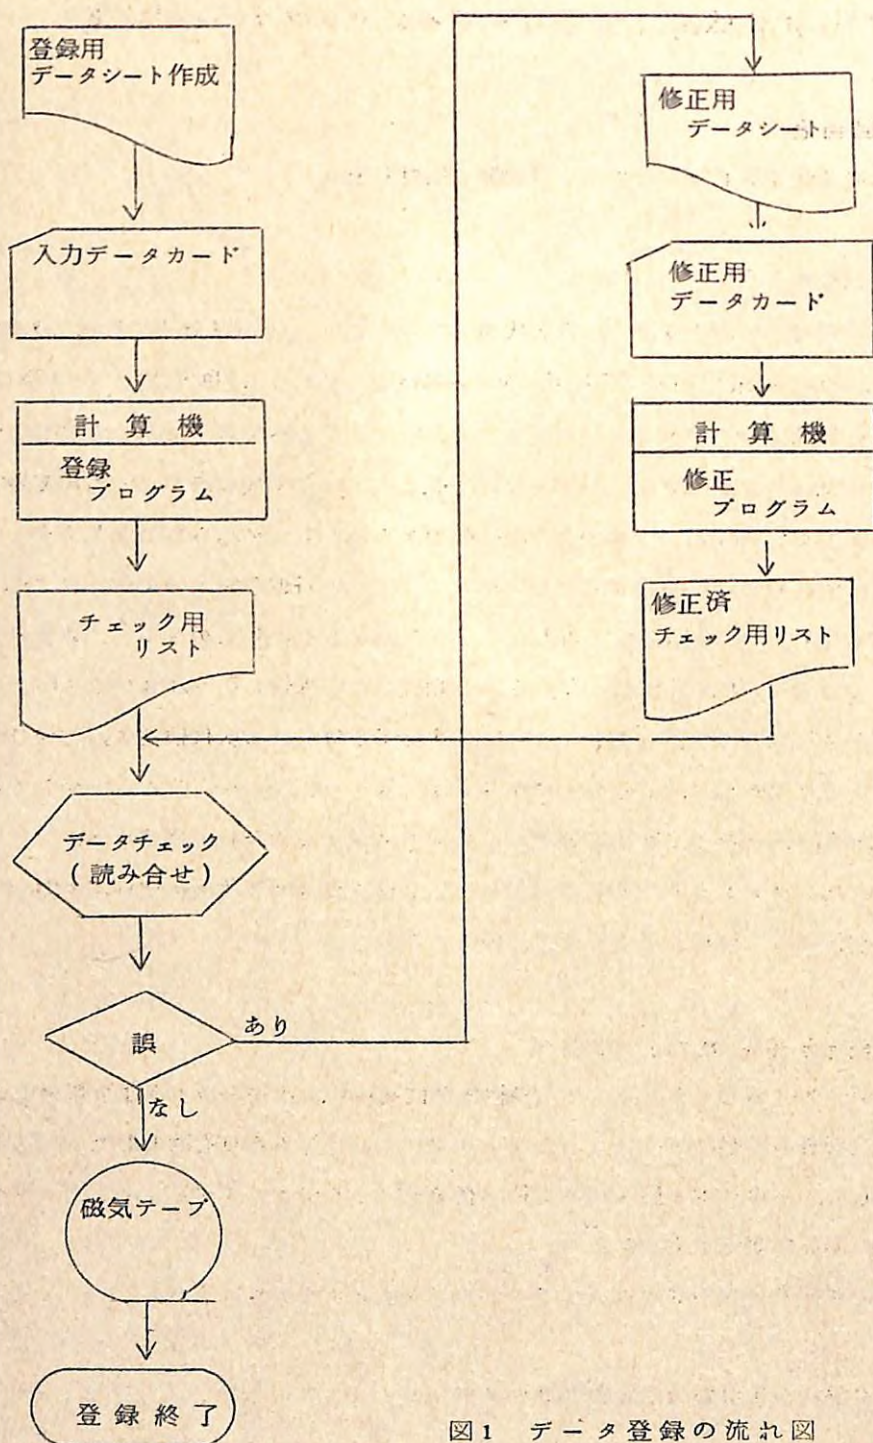 登録用
データシート作成
入力データカード
計算機
登録
プログラム
チェック用
リスト
データチェック
(読み合せ)
誤
あり
なし
磁気テープ
登録終了
修正用
データシート
修正用
データカード
計算機
修正
プログラム
修正済
チェック用リスト
図1 データ登録の流れ図